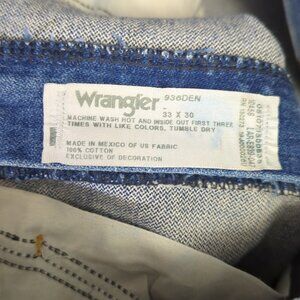 Wrangler 936DEN
33 X 30
MACHINE WASH HOT AND INSIDE OUT FIRST THREE
TIMES WITH LIKE COLORS, TUMBLE DRY
MADE IN MEXICO OF US FABRIC
100% COTTON
EXCLUSIVE OF DECORATION